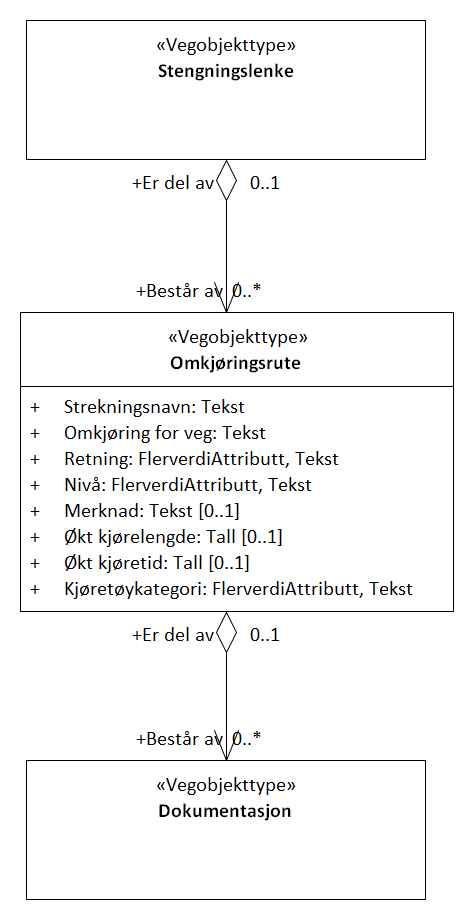 «Vegobjekttype»
Stengningslenke
+Er del av 0..1
+Består av 0..*
«Vegobjekttype»
Omkjøringsrute
+ Strekningsnavn: Tekst
+ Omkjøring for veg: Tekst
+ Retning: FlerverdiAttributt, Tekst
+ Nivå: FlerverdiAttributt, Tekst
+ Merknad: Tekst [0..1]
+ Økt kjørelengde: Tall [0..1]
+ Økt kjøretid: Tall [0..1]
+ Kjøretøykategori: FlerverdiAttributt, Tekst
+Er del av 0..1
+Består av 0..*
«Vegobjekttype»
Dokumentasjon